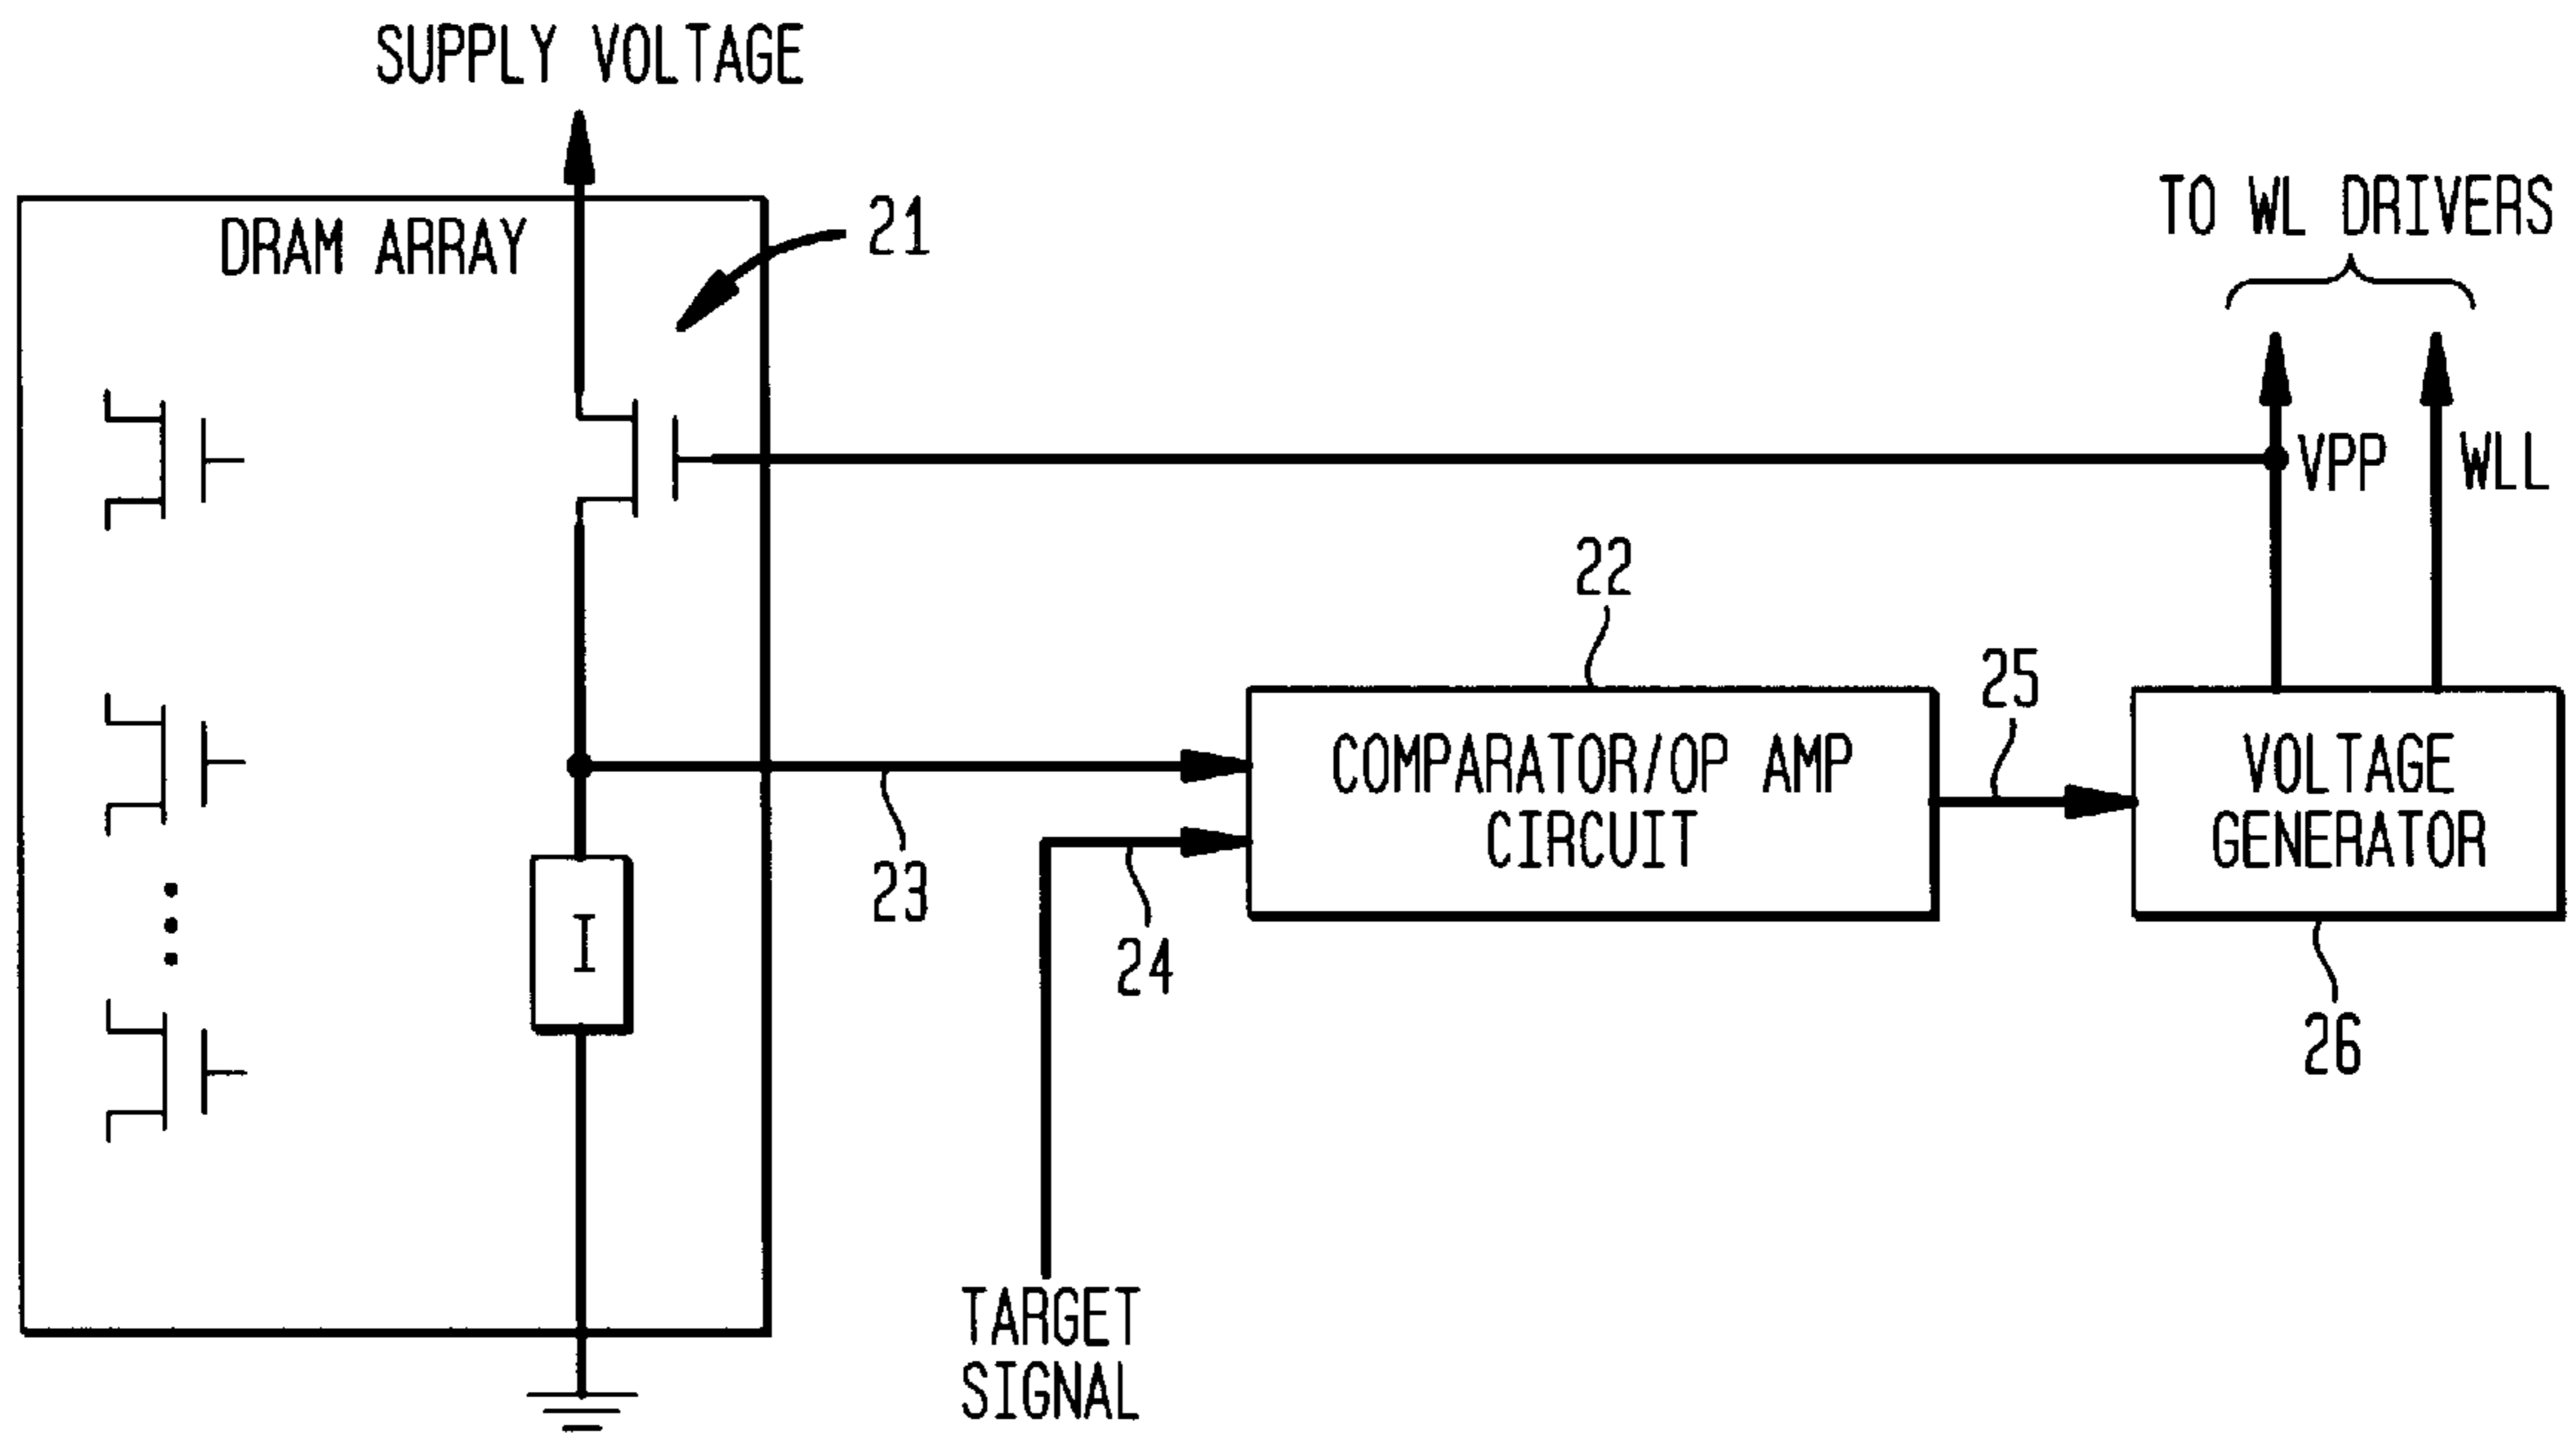 SUPPLY VOLTAGE
DRAM ARRAY
21
TO WL DRIVERS
VPP
WLL
22
25
COMPARATOR/OP AMP
CIRCUIT
VOLTAGE
GENERATOR
23
24
I
26
TARGET
SIGNAL